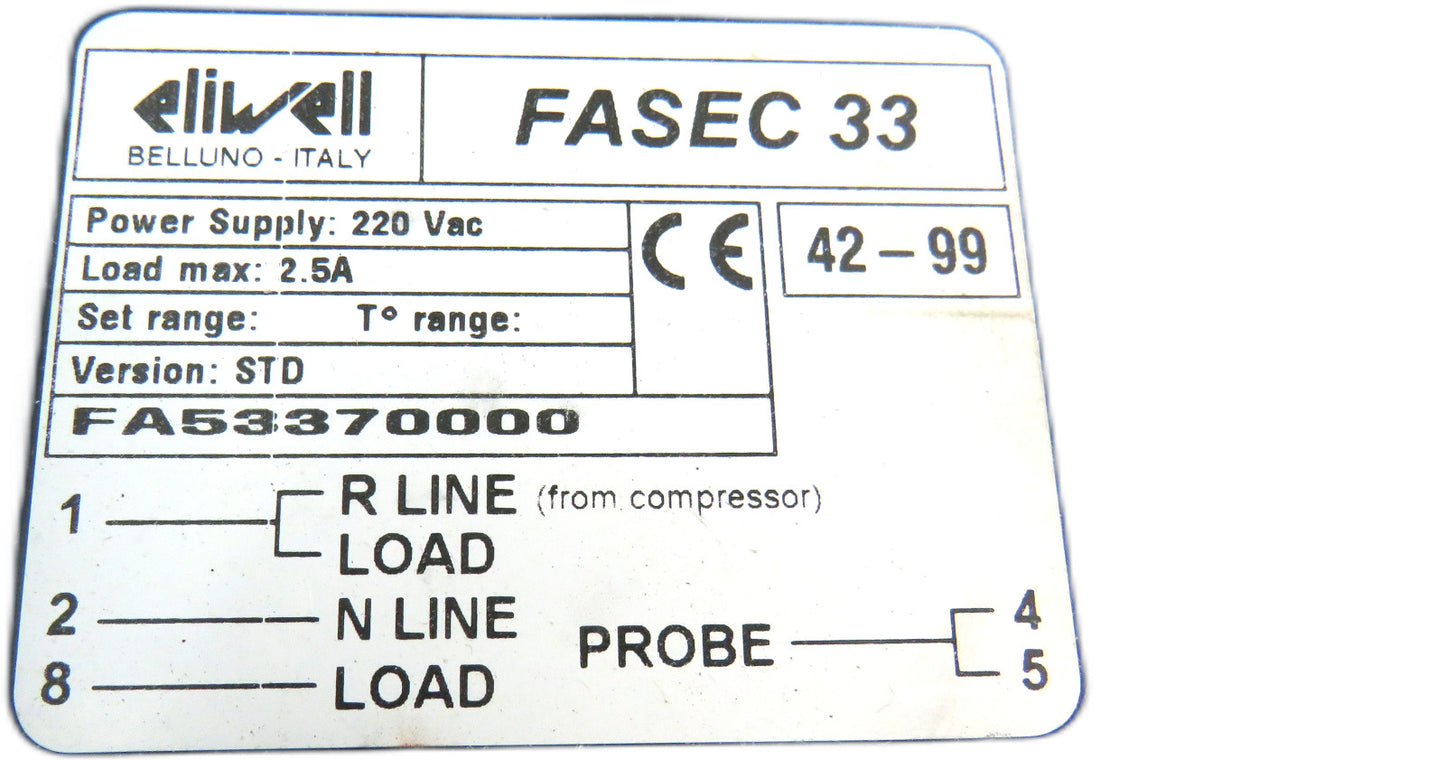 eliwell
BELLUNO - ITALY
FASEC 33
Power Supply: 220 Vac
Load max: 2.5A
Set range: T° range:
Version: STD
FA53370000
CE
42-99
1 R LINE (from compressor)
LOAD
2 N LINE
8 LOAD
PROBE 4
5